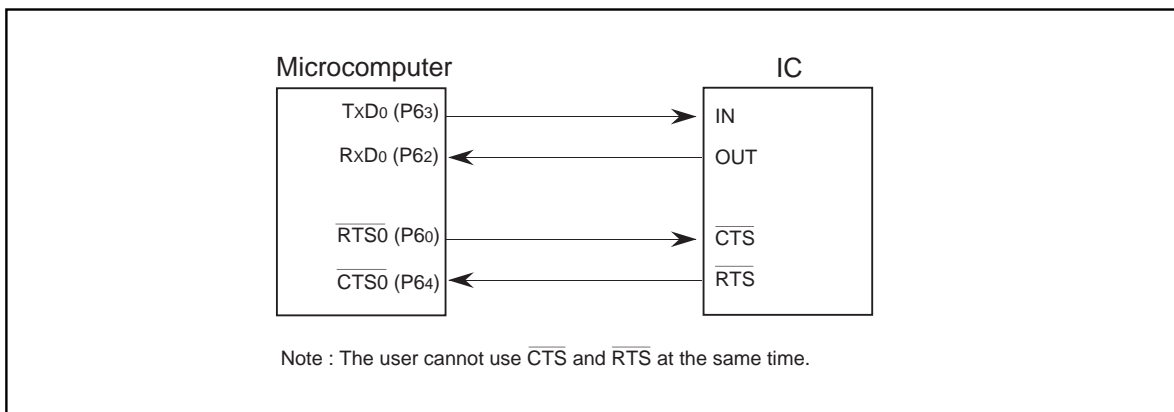 Microcomputer
IC
TxD0 (P63)
IN
RxD0 (P62)
OUT
RTS0 (P60)
CTS
CTS0 (P64)
RTS
Note : The user cannot use CTS and RTS at the same time.